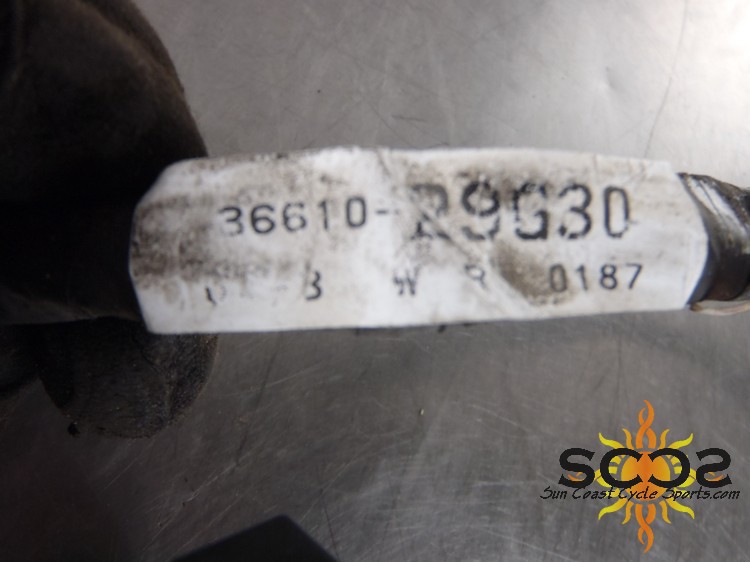 36610-29G30
B W R 0187
SCCS
Sun Coast Cycle Sports.com